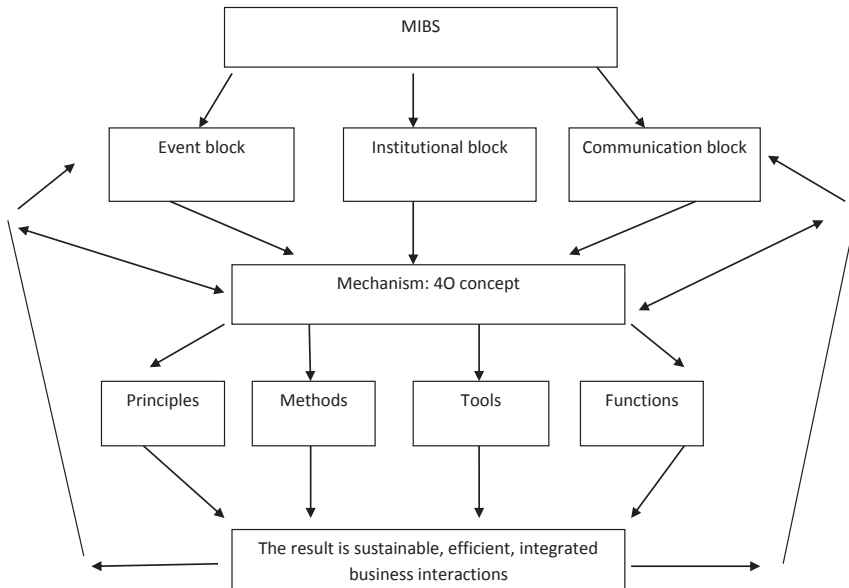 MIBS
Event block
Institutional block
Communication block
Mechanism: 4O concept
Principles
Methods
Tools
Functions
The result is sustainable, efficient, integrated
business interactions